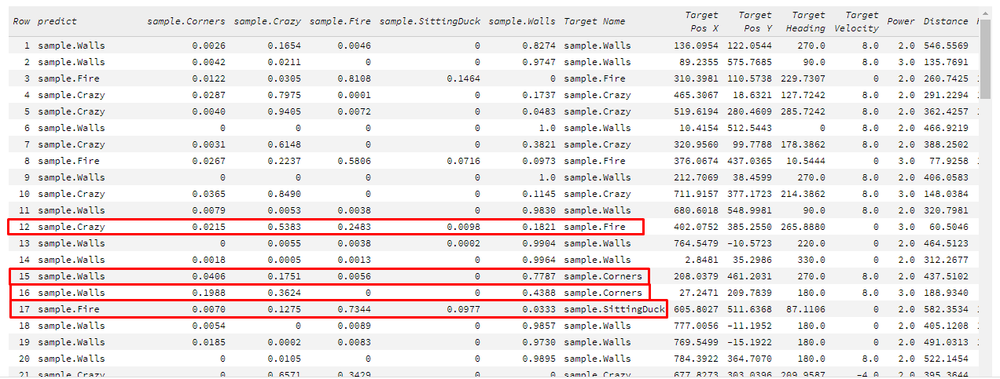 Row predict sample.Corners sample.Crazy sample.Fire sample.SittingDuck sample.Walls Target Name Target Pos X Target Pos Y Target Heading Target Velocity Power Distance
1 sample.Walls 0.0026 0.1654 0.0046 0 0.8274 sample.Walls 136.0954 122.0544 270.0 8.0 2.0 546.5569
2 sample.Walls 0.0042 0.0211 0 0 0.9747 sample.Walls 89.2355 575.7685 90.0 8.0 3.0 135.7691
3 sample.Fire 0.0122 0.0305 0.8108 0.1464 0 sample.Fire 310.3981 110.5738 229.7307 0 2.0 260.7425
4 sample.Crazy 0.0287 0.7975 0.0001 0 0.1737 sample.Crazy 465.3067 18.6321 127.7242 8.0 2.0 291.2294
5 sample.Crazy 0.0040 0.9405 0.0072 0 0.0483 sample.Crazy 519.6194 280.4609 285.7242 8.0 2.0 362.4257
6 sample.Walls 0 0 0 0 1.0 sample.Walls 10.4154 512.5443 0 8.0 2.0 466.9219
7 sample.Crazy 0.0031 0.6148 0 0 0.3821 sample.Crazy 320.9560 99.7788 178.3862 8.0 2.0 388.2502
8 sample.Fire 0.0267 0.2237 0.5806 0.0716 0.0973 sample.Fire 376.0674 437.0365 10.5444 0 3.0 77.9258
9 sample.Walls 0 0 0 0 1.0 sample.Walls 212.7069 38.4599 270.0 8.0 2.0 406.0583
10 sample.Crazy 0.0365 0.8490 0 0 0.1145 sample.Crazy 711.9157 377.1723 214.3862 8.0 3.0 148.0384
11 sample.Walls 0.0079 0.0053 0.0038 0 0.9830 sample.Walls 680.6018 548.9981 90.0 8.0 2.0 320.7981
12 sample.Crazy 0.0215 0.5383 0.2483 0.0098 0.1821 sample.Fire 402.0752 385.2550 265.8880 0 3.0 60.5046
13 sample.Walls 0 0.0055 0.0038 0.0002 0.9904 sample.Walls 764.5479 -10.5723 220.0 0 2.0 464.5123
14 sample.Walls 0.0018 0.0005 0.0013 0 0.9964 sample.Walls 2.8481 35.2986 330.0 0 2.0 312.2677
15 sample.Walls 0.0406 0.1751 0.0056 0 0.7787 sample.Corners 208.0379 461.2031 270.0 8.0 2.0 437.5102
16 sample.Walls 0.1988 0.3624 0 0 0.4388 sample.Corners 27.2471 209.7839 180.0 8.0 3.0 188.9340
17 sample.Fire 0.0070 0.1275 0.7344 0.0977 0.0333 sample.SittingDuck 605.8027 511.6368 87.1106 0 2.0 582.3534
18 sample.Walls 0.0054 0 0.0089 0 0.9857 sample.Walls 777.0056 -11.1952 180.0 0 2.0 405.1208
19 sample.Walls 0.0185 0.0002 0.0083 0 0.9730 sample.Walls 769.5499 -15.1922 180.0 0 2.0 491.0313
20 sample.Walls 0 0.0105 0 0 0.9895 sample.Walls 784.3922 364.7070 180.0 8.0 2.0 522.1454
21 sample.Crazy 0 0.6571 0.3429 0 0 sample.Crazy 677.8273 303.0396 209.9587 -4.0 2.0 395.3644